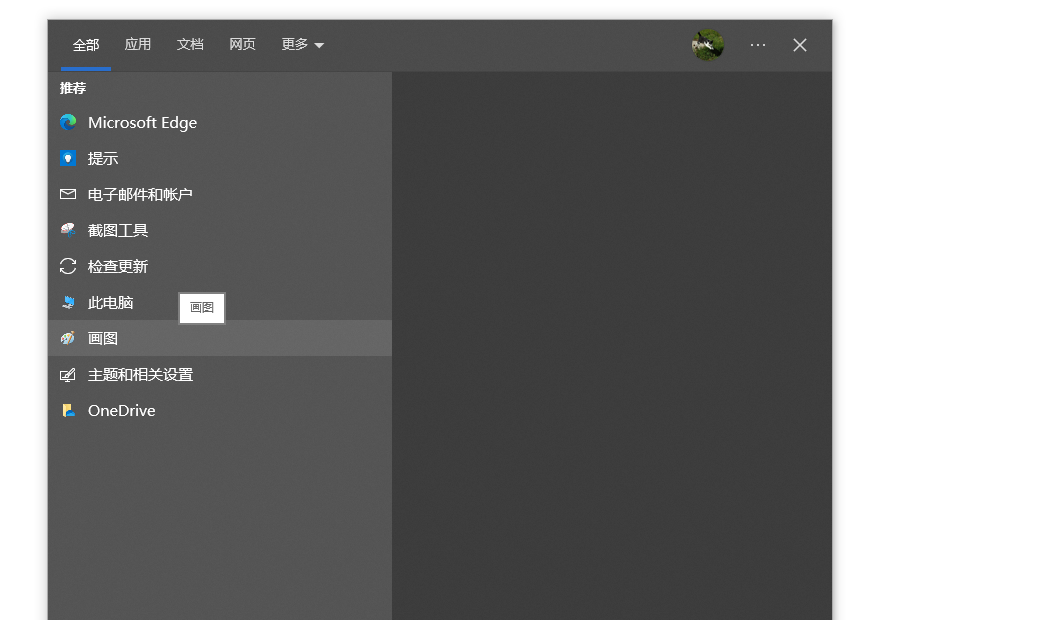 全部 应用 文档 网页 更多
推荐
Microsoft Edge
提示
电子邮件和帐户
截图工具
检查更新
此电脑
画图
画图
主题和相关设置
OneDrive